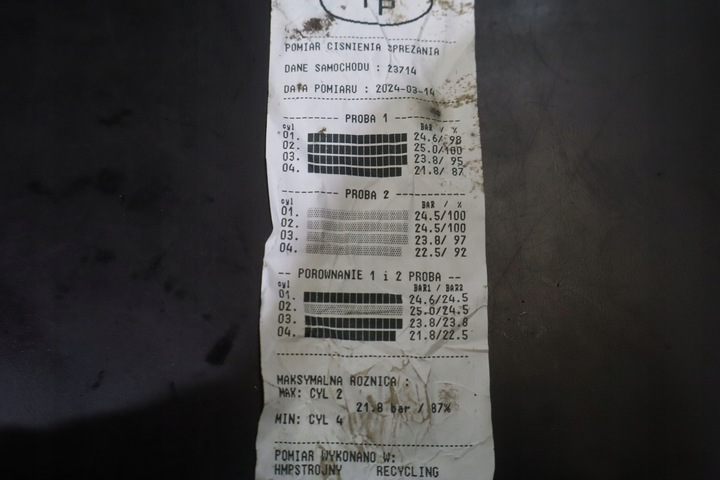 TP
POMIAR CISNIENIA SPREZANIA
DANE SAMOCHODU : 23714
DATA POMIARU : 2024-03-14
PROBA 1
cyl BAR / %
01. 24.6/ 98
02. 25.0/100
03. 23.8/ 95
04. 21.8/ 87
PROBA 2
cyl BAR / %
01. 24.5/100
02. 24.5/100
03. 23.8/ 97
04. 22.5/ 92
-- POROWNANIE 1 i 2 PROBA --
cyl BAR1 / BAR2
01. 24.6/24.5
02. 25.0/24.5
03. 23.8/23.8
04. 21.8/22.5
MAKSYMALNA ROZNICA :
MAX: CYL 2
21.8 bar / 87%
MIN: CYL 4
POMIAR WYKONANO W:
HMPSTROJNY RECYCLING